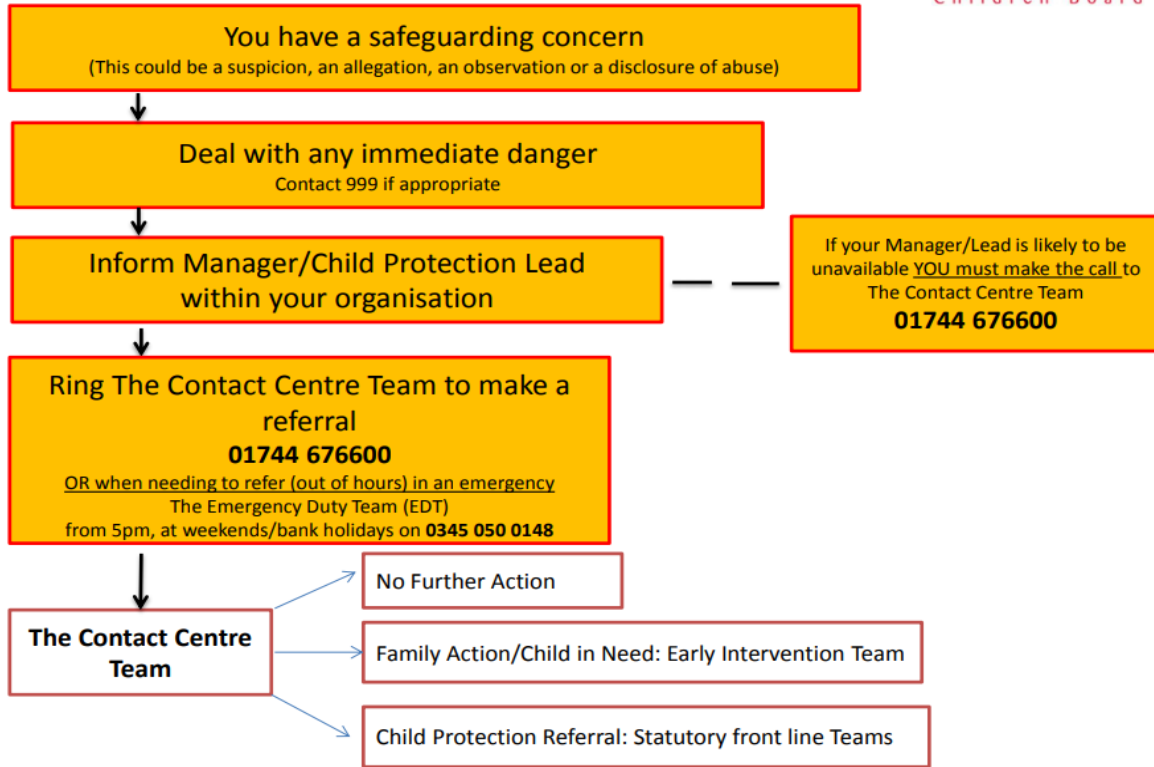 Children Board
You have a safeguarding concern
(This could be a suspicion, an allegation, an observation or a disclosure of abuse)
Deal with any immediate danger
Contact 999 if appropriate
Inform Manager/Child Protection Lead
within your organisation
If your Manager/Lead is likely to be
unavailable YOU must make the call to
The Contact Centre Team
01744 676600
Ring The Contact Centre Team to make a
referral
01744 676600
OR when needing to refer (out of hours) in an emergency
The Emergency Duty Team (EDT)
from 5pm, at weekends/bank holidays on 0345 050 0148
The Contact Centre
Team
No Further Action
Family Action/Child in Need: Early Intervention Team
Child Protection Referral: Statutory front line Teams